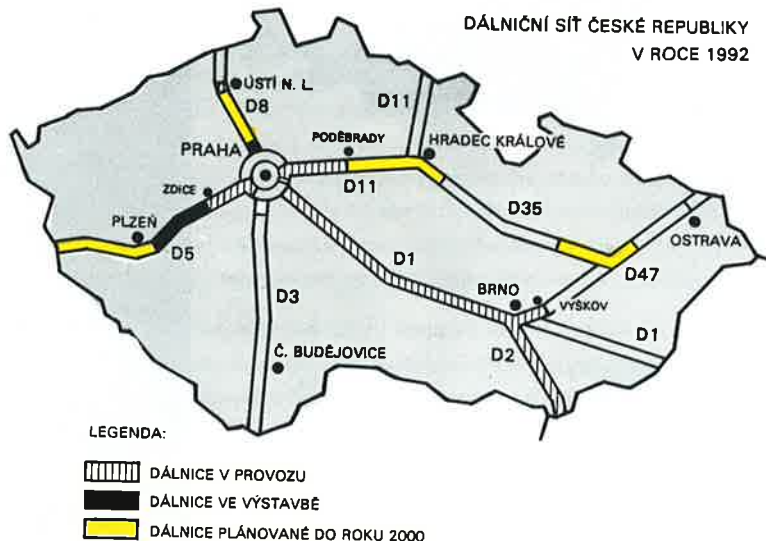 DÁLNIČNÍ SÍŤ ČESKÉ REPUBLIKY
V ROCE 1992
ÚSTÍ N. L.
D8
D11
PRAHA
PODĚBRADY
HRADEC KRÁLOVÉ
ZDICE
D11
PLZEŇ
D35
D5
OSTRAVA
D1
D47
D3
BRNO
VYŠKOV
D1
D2
Č. BUDĚJOVICE
LEGENDA:
DÁLNICE V PROVOZU
DÁLNICE VE VÝSTAVBĚ
DÁLNICE PLÁNOVANÉ DO ROKU 2000